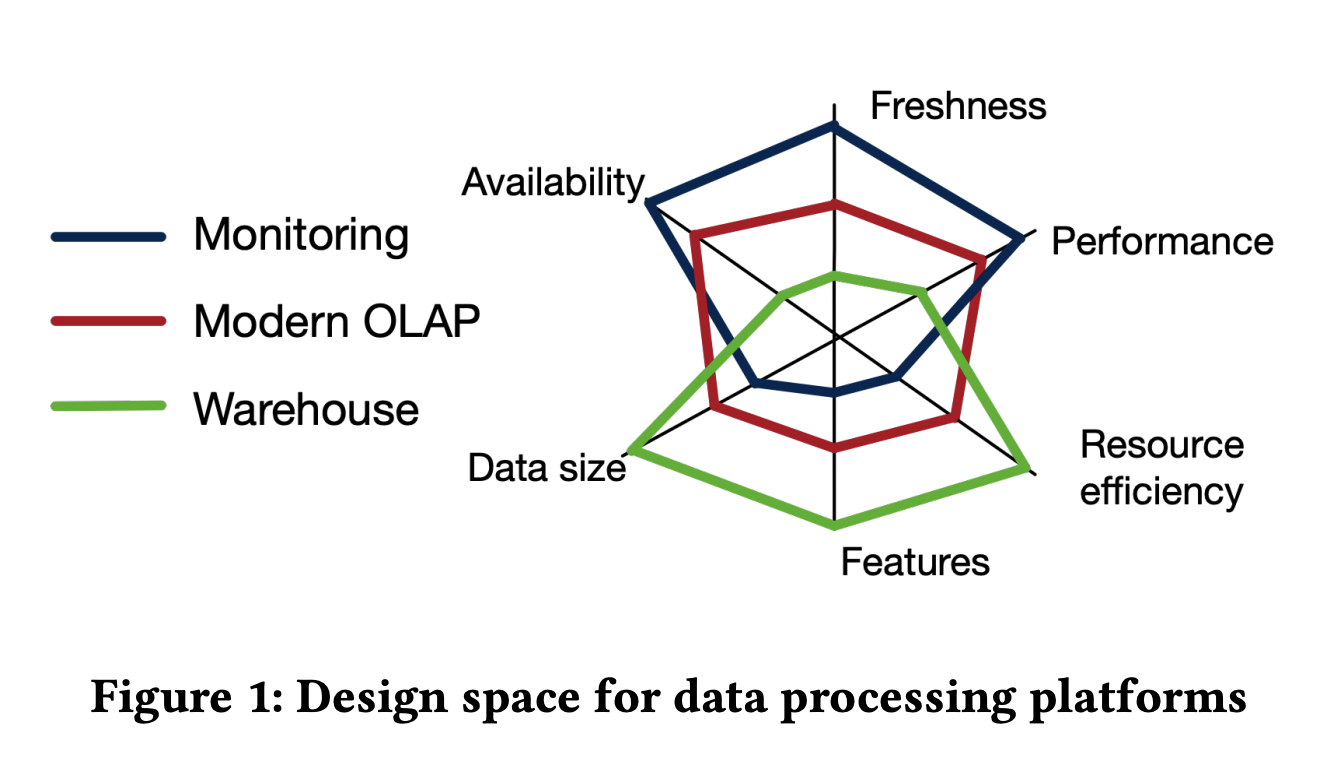 Freshness
Availability
Monitoring
Performance
Modern OLAP
Warehouse
Data size
Resource
efficiency
Features
Figure 1: Design space for data processing platforms